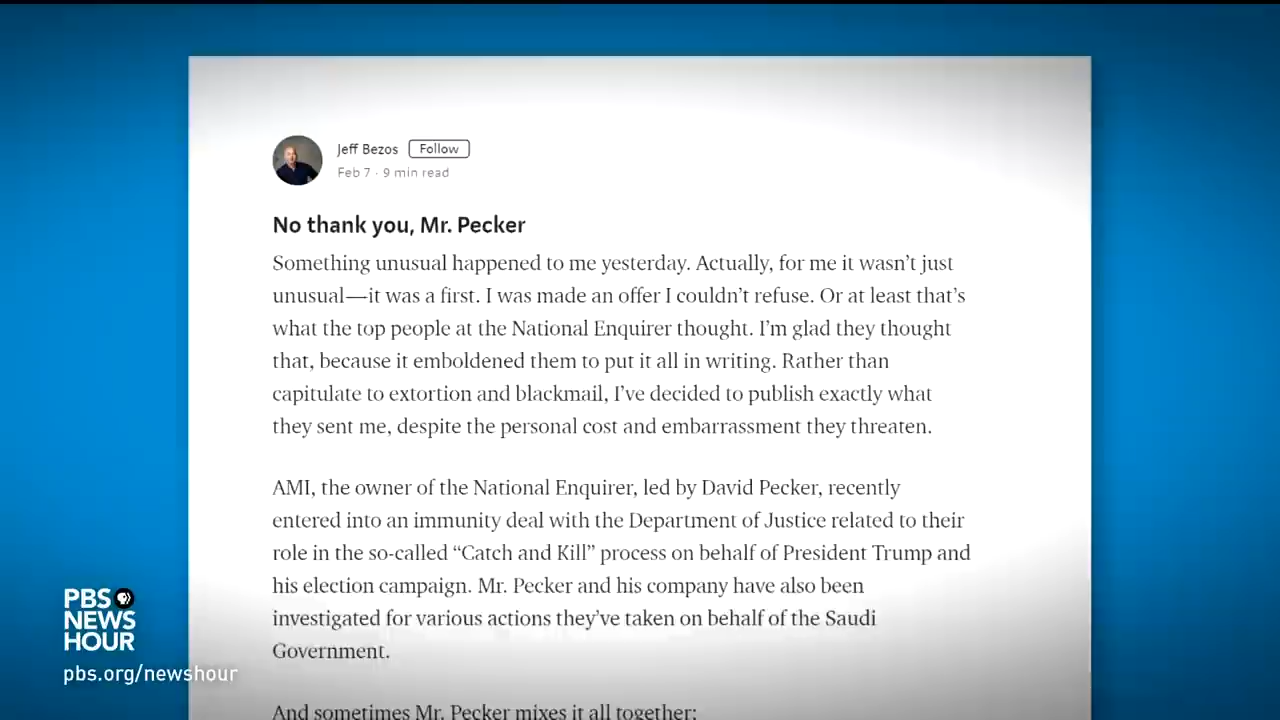 Jeff Bezos Follow
Feb 7 · 9 min read
No thank you, Mr. Pecker
Something unusual happened to me yesterday. Actually, for me it wasn’t just
unusual—it was a first. I was made an offer I couldn’t refuse. Or at least that’s
what the top people at the National Enquirer thought. I’m glad they thought
that, because it emboldened them to put it all in writing. Rather than
capitulate to extortion and blackmail, I’ve decided to publish exactly what
they sent me, despite the personal cost and embarrassment they threaten.
AMI, the owner of the National Enquirer, led by David Pecker, recently
entered into an immunity deal with the Department of Justice related to their
role in the so-called “Catch and Kill” process on behalf of President Trump and
his election campaign. Mr. Pecker and his company have also been
investigated for various actions they’ve taken on behalf of the Saudi
Government.
And sometimes Mr. Pecker mixes it all together:
PBS
NEWS
HOUR
pbs.org/newshour